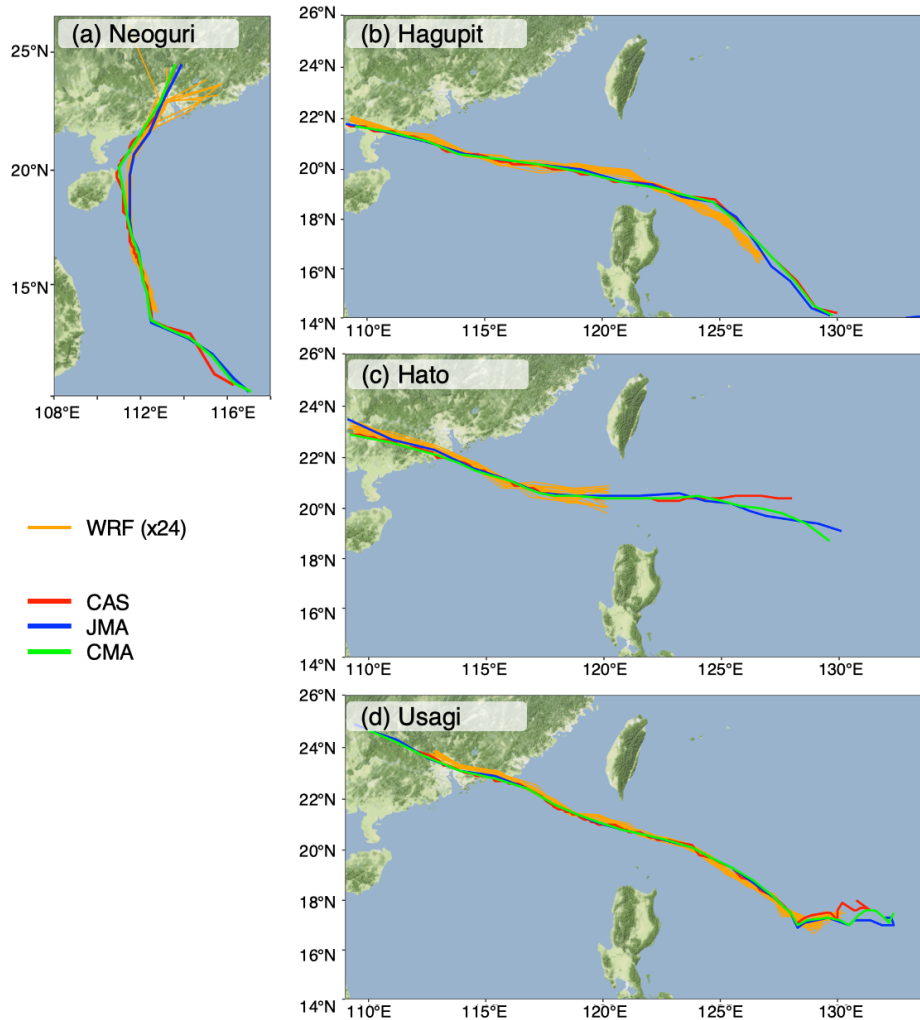 (a) Neoguri
25°N
20°N
15°N
108°E 112°E 116°E
(b) Hagupit
26°N
24°N
22°N
20°N
18°N
16°N
14°N
110°E 115°E 120°E 125°E 130°E
(c) Hato
26°N
24°N
22°N
20°N
18°N
16°N
14°N
110°E 115°E 120°E 125°E 130°E
WRF (x24)
CAS
JMA
CMA
(d) Usagi
26°N
24°N
22°N
20°N
18°N
16°N
14°N
110°E 115°E 120°E 125°E 130°E